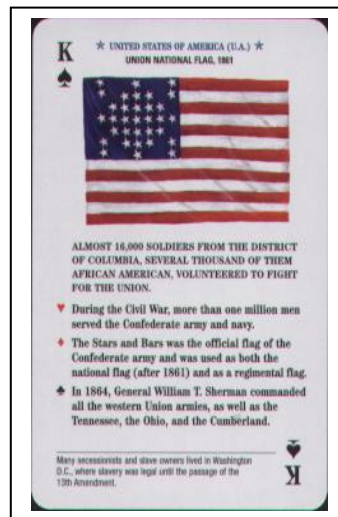 K
★ UNITED STATES OF AMERICA (U.A.) ★
UNION NATIONAL FLAG, 1861
ALMOST 16,000 SOLDIERS FROM THE DISTRICT
OF COLUMBIA, SEVERAL THOUSAND OF THEM
AFRICAN AMERICAN, VOLUNTEERED TO FIGHT
FOR THE UNION.
♥ During the Civil War, more than one million men
served the Confederate army and navy.
♦ The Stars and Bars was the official flag of the
Confederate army and was used as both the
national flag (after 1861) and as a regimental flag.
♣ In 1864, General William T. Sherman commanded
all the western Union armies, as well as the
Tennessee, the Ohio, and the Cumberland.
Many secessionists and slave owners lived in Washington
D.C., where slavery was legal until the passage of the
13th Amendment.
K